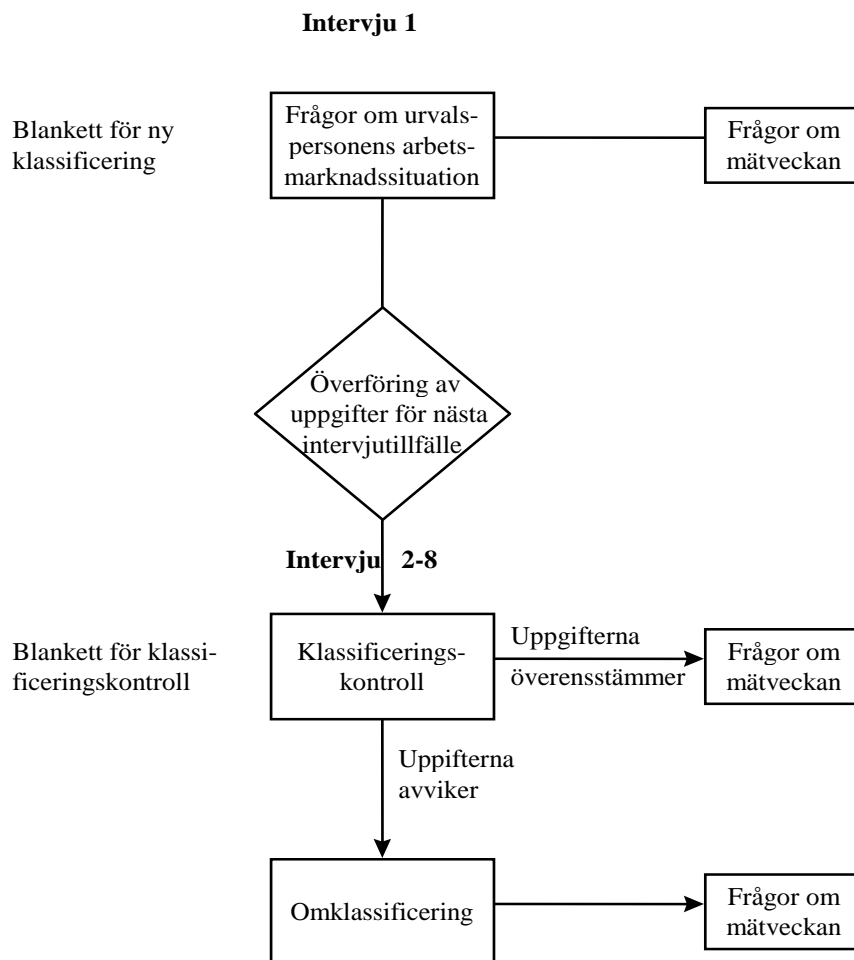 Intervju 1
Blankett för ny
klassificering
Frågor om urvals-
personens arbets-
marknadssituation
Frågor om
mätveckan
Överföring av
uppgifter för nästa
intervjutillfälle
Intervju 2-8
Blankett för klassi-
ficeringskontroll
Klassificerings-
kontroll
Uppgifterna
överensstämmer
Frågor om
mätveckan
Uppifterna
avviker
Omklassificering
Frågor om
mätveckan